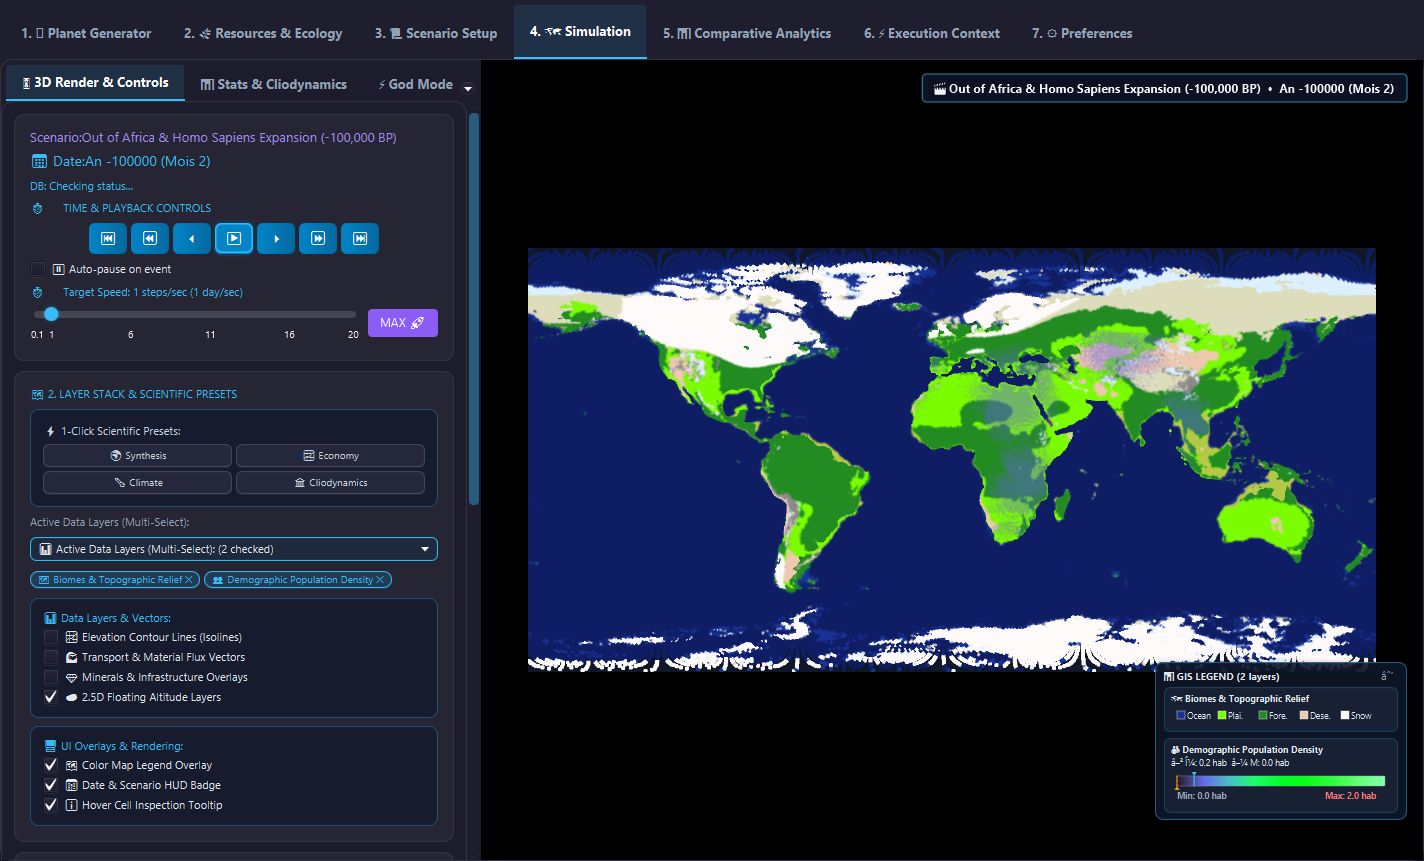 1. Planet Generator
2. Resources & Ecology
3. Scenario Setup
4. Simulation
5. Comparative Analytics
6. Execution Context
7. Preferences
3D Render & Controls
Stats & Cliodynamics
God Mode
Out of Africa & Homo Sapiens Expansion (-100,000 BP) • An -100000 (Mois 2)
Scenario:Out of Africa & Homo Sapiens Expansion (-100,000 BP)
Date:An -100000 (Mois 2)
DB: Checking status...
TIME & PLAYBACK CONTROLS
Auto-pause on event
Target Speed: 1 steps/sec (1 day/sec)
MAX
0.1 1 6 11 16 20
2. LAYER STACK & SCIENTIFIC PRESETS
1-Click Scientific Presets:
Synthesis
Economy
Climate
Cliodynamics
Active Data Layers (Multi-Select):
Active Data Layers (Multi-Select): (2 checked)
Biomes & Topographic Relief
Demographic Population Density
Data Layers & Vectors:
Elevation Contour Lines (Isolines)
Transport & Material Flux Vectors
Minerals & Infrastructure Overlays
2.5D Floating Altitude Layers
UI Overlays & Rendering:
Color Map Legend Overlay
Date & Scenario HUD Badge
Hover Cell Inspection Tooltip
GIS LEGEND (2 layers)
Biomes & Topographic Relief
Ocean Plai. Fore. Dese. Snow
Demographic Population Density
â–² Î¼: 0.2 hab â–¼ M: 0.0 hab
Min: 0.0 hab
Max: 2.0 hab